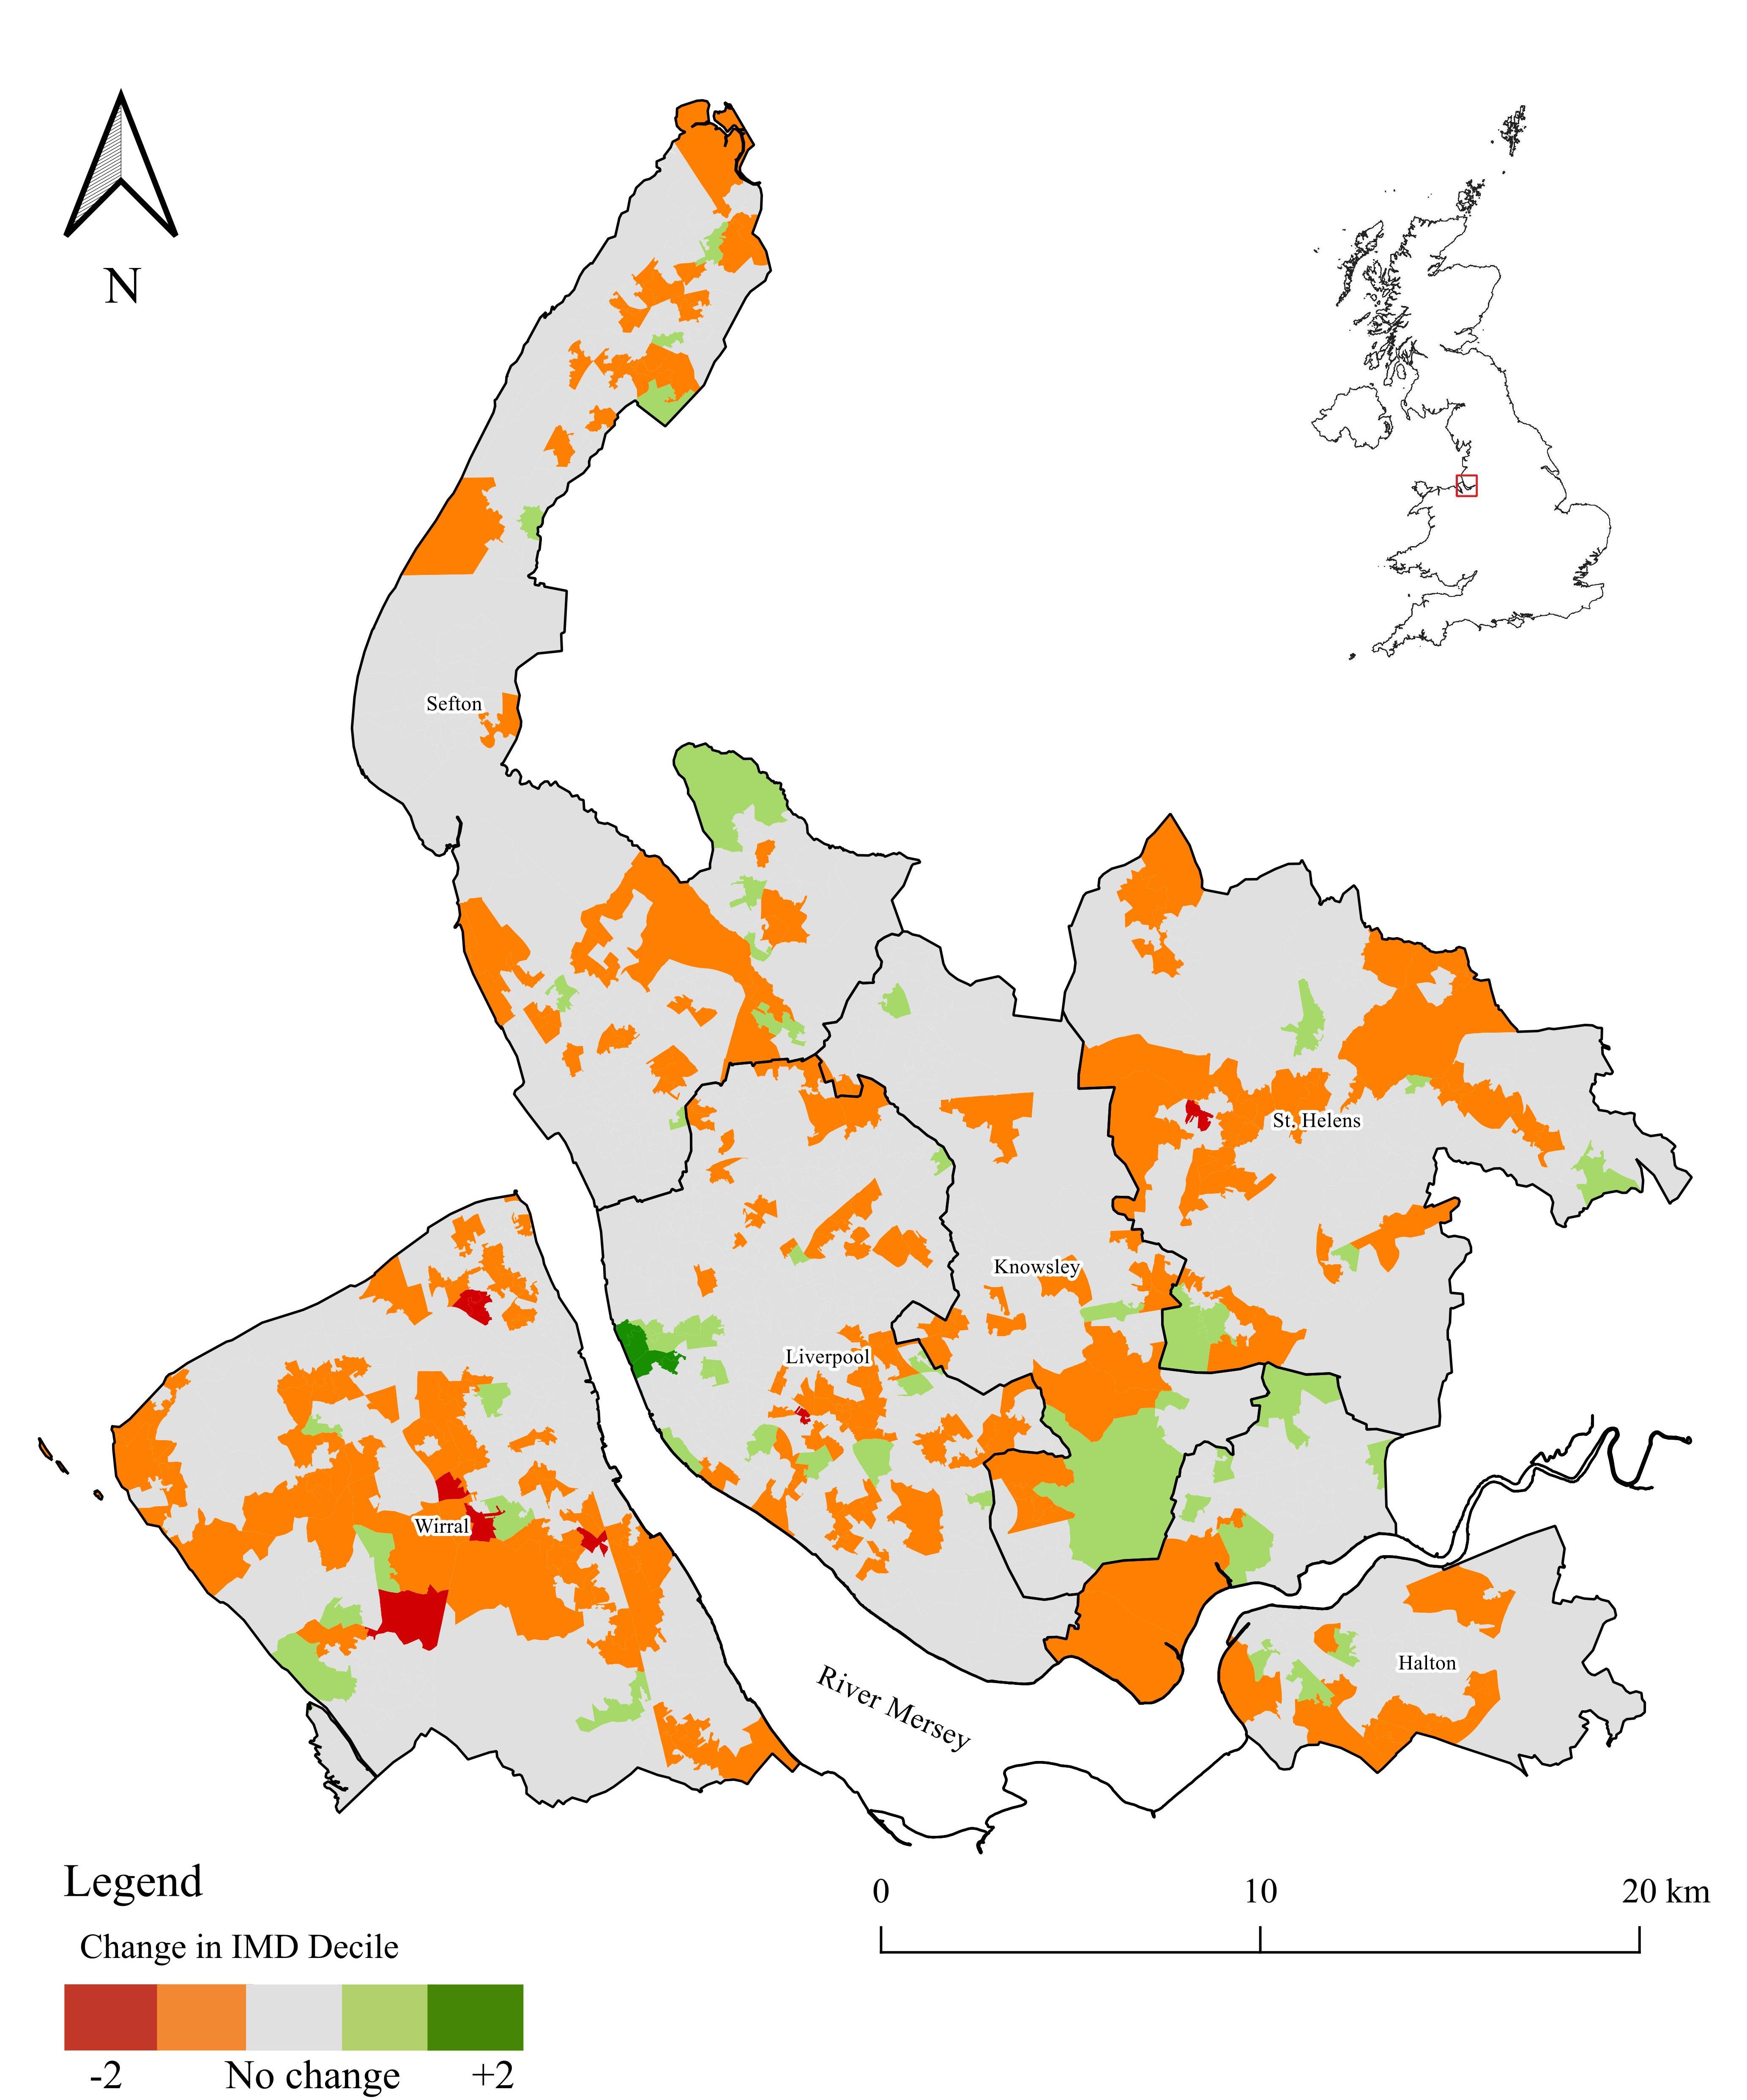 N
Sefton
St. Helens
Knowsley
Liverpool
Wirral
Halton
River Mersey
Legend
0 10 20 km
Change in IMD Decile
-2 No change +2